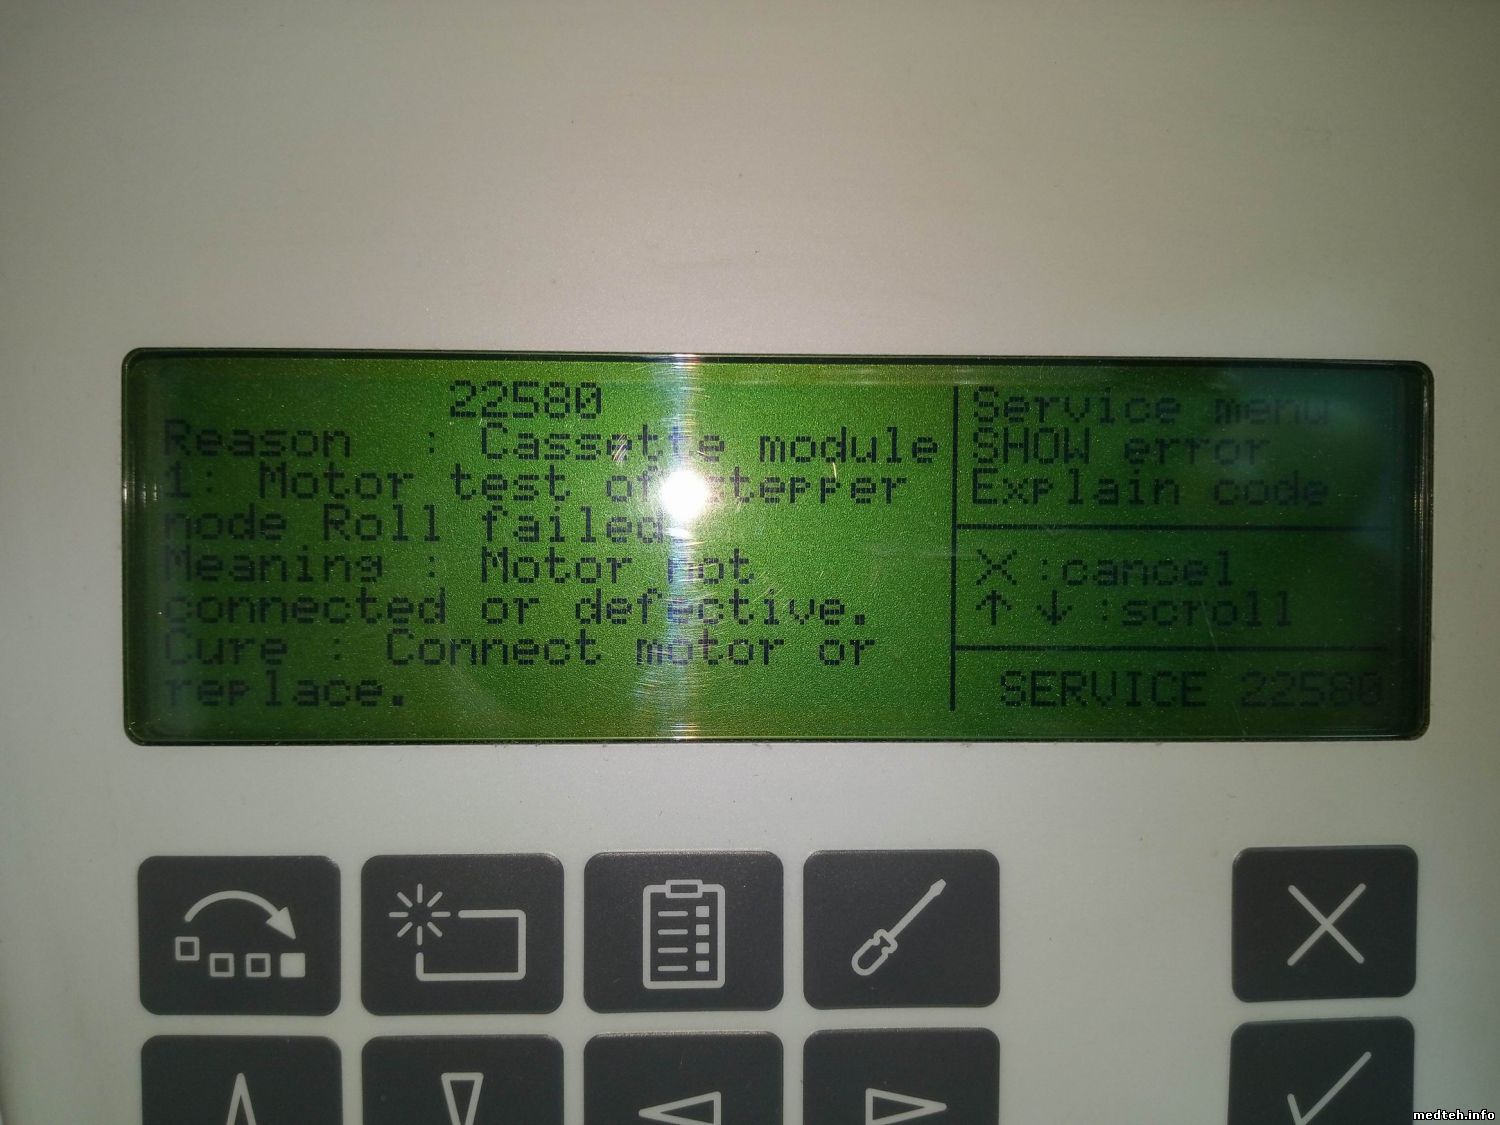 22580
Reason : Cassette module
1: Motor test of stepper
node Roll failed.
Meaning : Motor not
connected or defective.
Cure : Connect motor or
replace.
Service menu
SHOW error
Explain code
X :cancel
↑ ↓ :scroll
SERVICE 22580
medteh.info